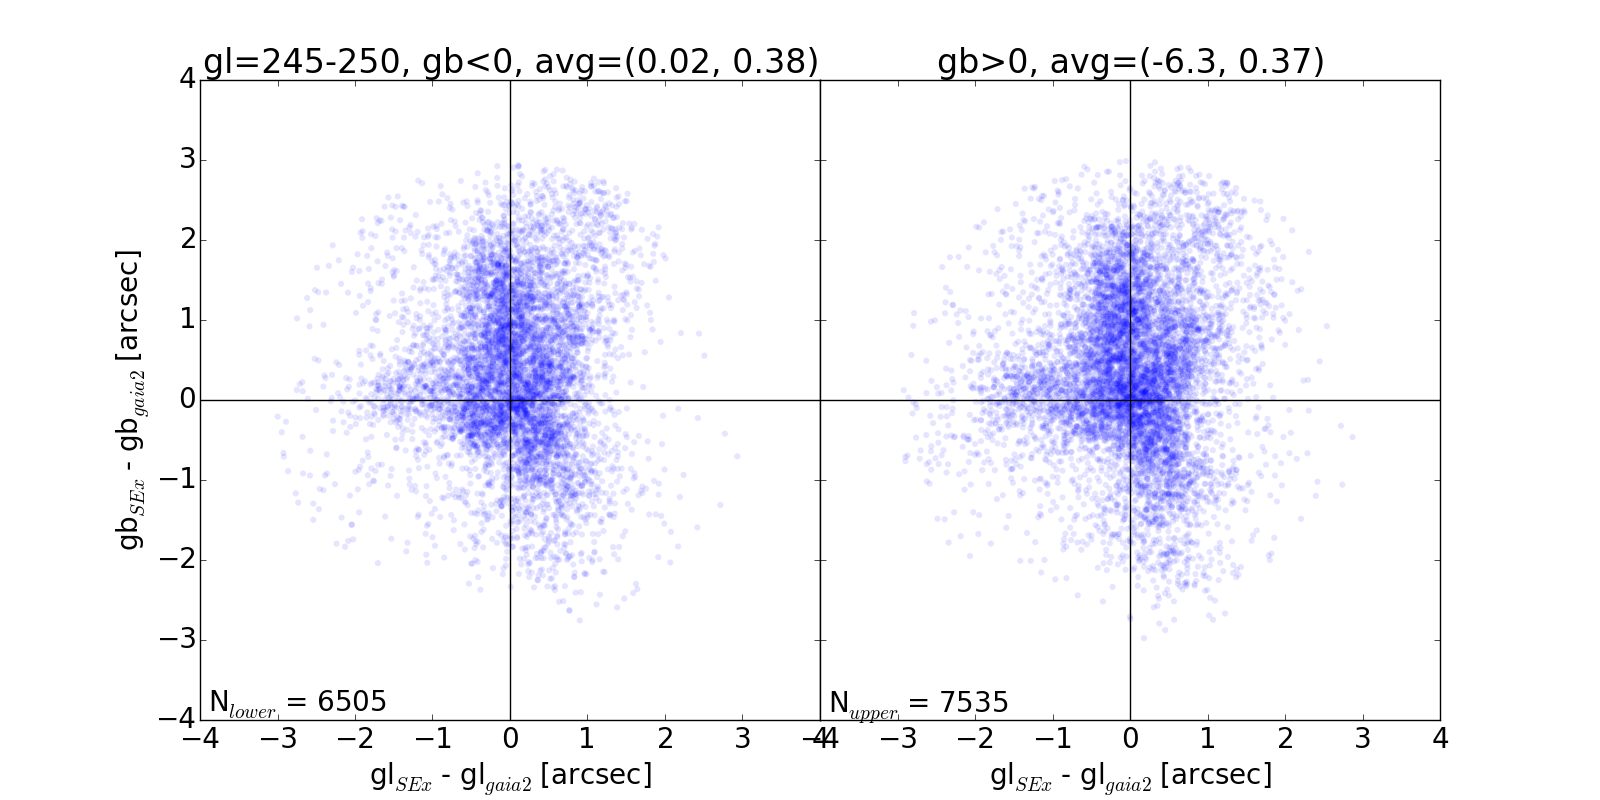 gl=245-250, gb<0, avg=(0.02, 0.38)
gb>0, avg=(-6.3, 0.37)
4
3
2
1
0
−1
−2
−3
−4
gb_SEx - gb_gaia2 [arcsec]
N_lower = 6505
N_upper = 7535
−4 −3 −2 −1 0 1 2 3 4
−4 −3 −2 −1 0 1 2 3 4
gl_SEx - gl_gaia2 [arcsec]
gl_SEx - gl_gaia2 [arcsec]